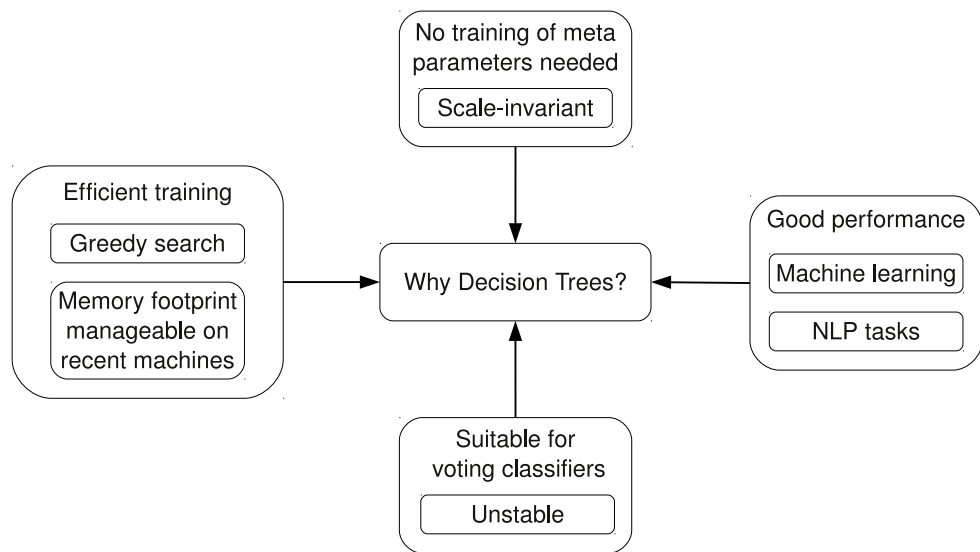 No training of meta
parameters needed
Scale-invariant
Efficient training
Greedy search
Memory footprint
manageable on
recent machines
Why Decision Trees?
Good performance
Machine learning
NLP tasks
Suitable for
voting classifiers
Unstable